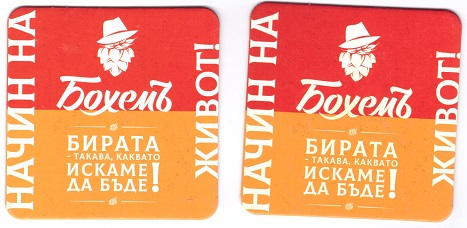 НАЧИН НА
Бохемъ
БИРАТА
- ТАКАВА, КАКВАТО
ИСКАМЕ
ДА БЪДЕ!
ЖИВОТ!
НАЧИН НА
Бохемъ
БИРАТА
- ТАКАВА, КАКВАТО
ИСКАМЕ
ДА БЪДЕ!
ЖИВОТ!